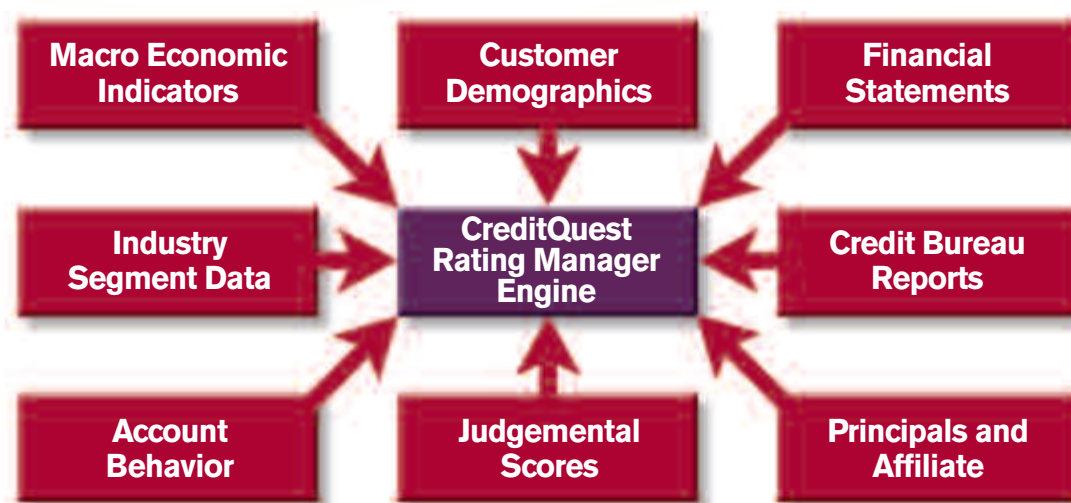 Macro Economic
Indicators
Customer
Demographics
Financial
Statements
Industry
Segment Data
CreditQuest
Rating Manager
Engine
Credit Bureau
Reports
Account
Behavior
Judgemental
Scores
Principals and
Affiliate